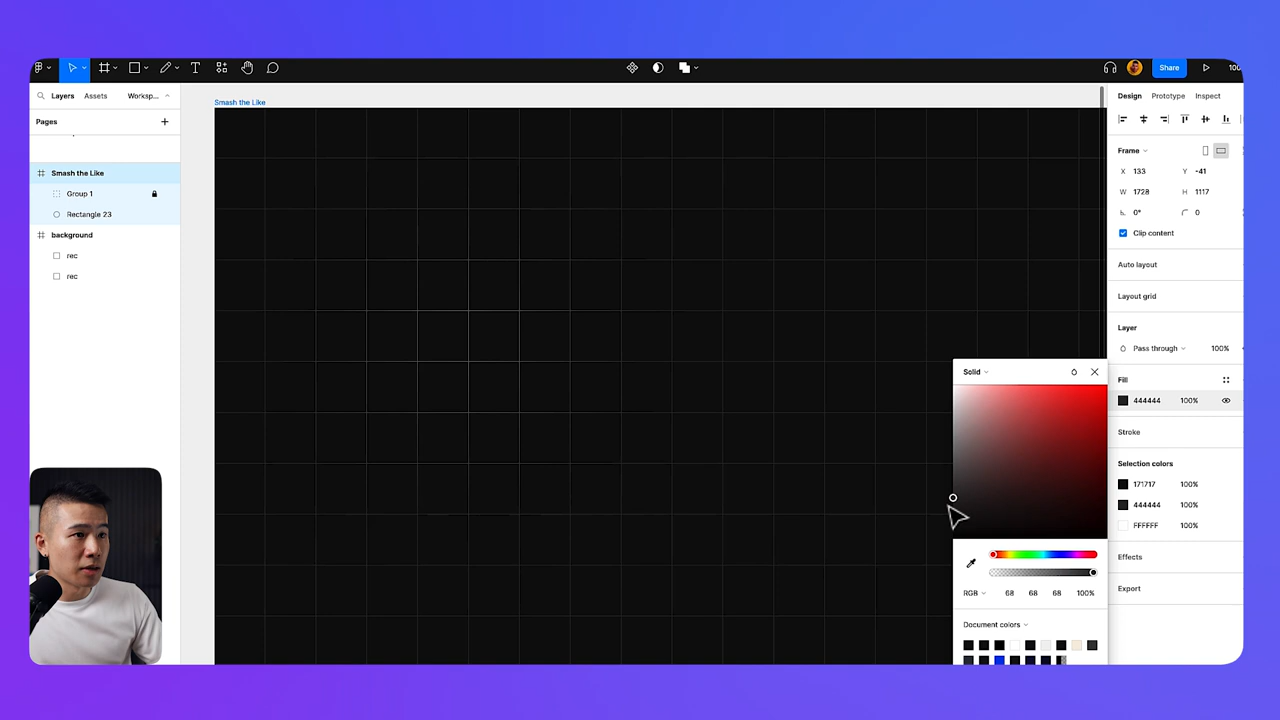 Share
100
Layers
Assets
Worksp...
Pages
Smash the Like
Group 1
Rectangle 23
background
rec
rec
Smash the Like
Design
Prototype
Inspect
Frame
X 133 Y -41
W 1728 H 1117
0° 0
Clip content
Auto layout
Layout grid
Layer
Pass through 100%
Fill
444444 100%
Stroke
Selection colors
171717 100%
444444 100%
FFFFFF 100%
Effects
Export
Solid
RGB 68 68 68 100%
Document colors